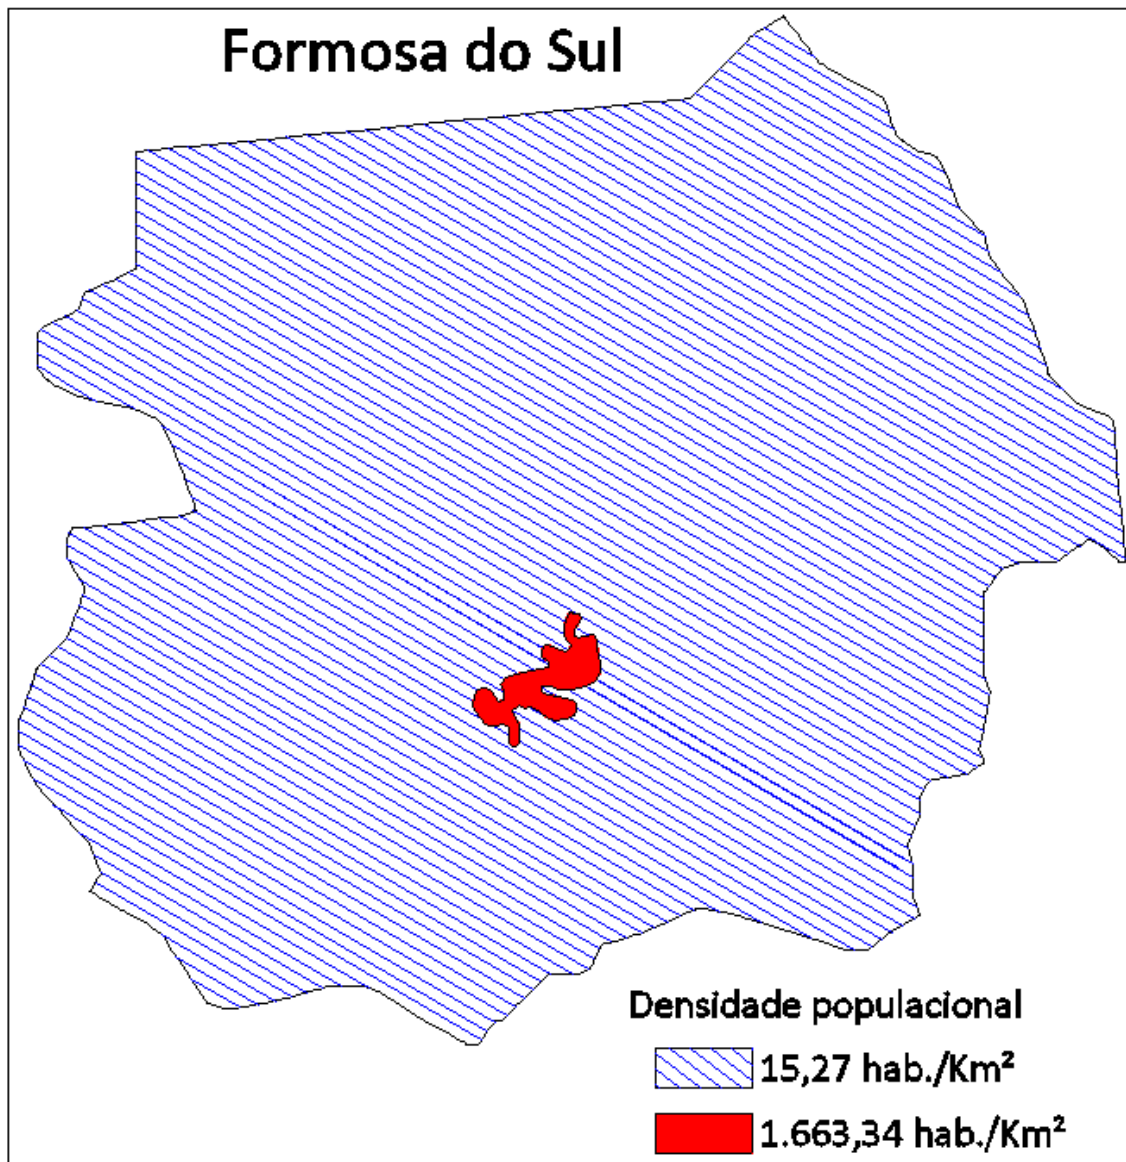 Formosa do Sul
Densidade populacional
15,27 hab./Km²
1.663,34 hab./Km²